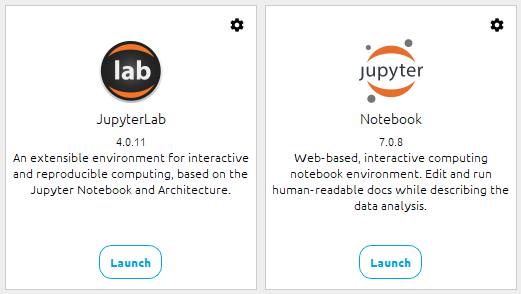 lab
JupyterLab
4.0.11
An extensible environment for interactive
and reproducible computing, based on the
Jupyter Notebook and Architecture.
Launch
jupyter
Notebook
7.0.8
Web-based, interactive computing
notebook environment. Edit and run
human-readable docs while describing the
data analysis.
Launch